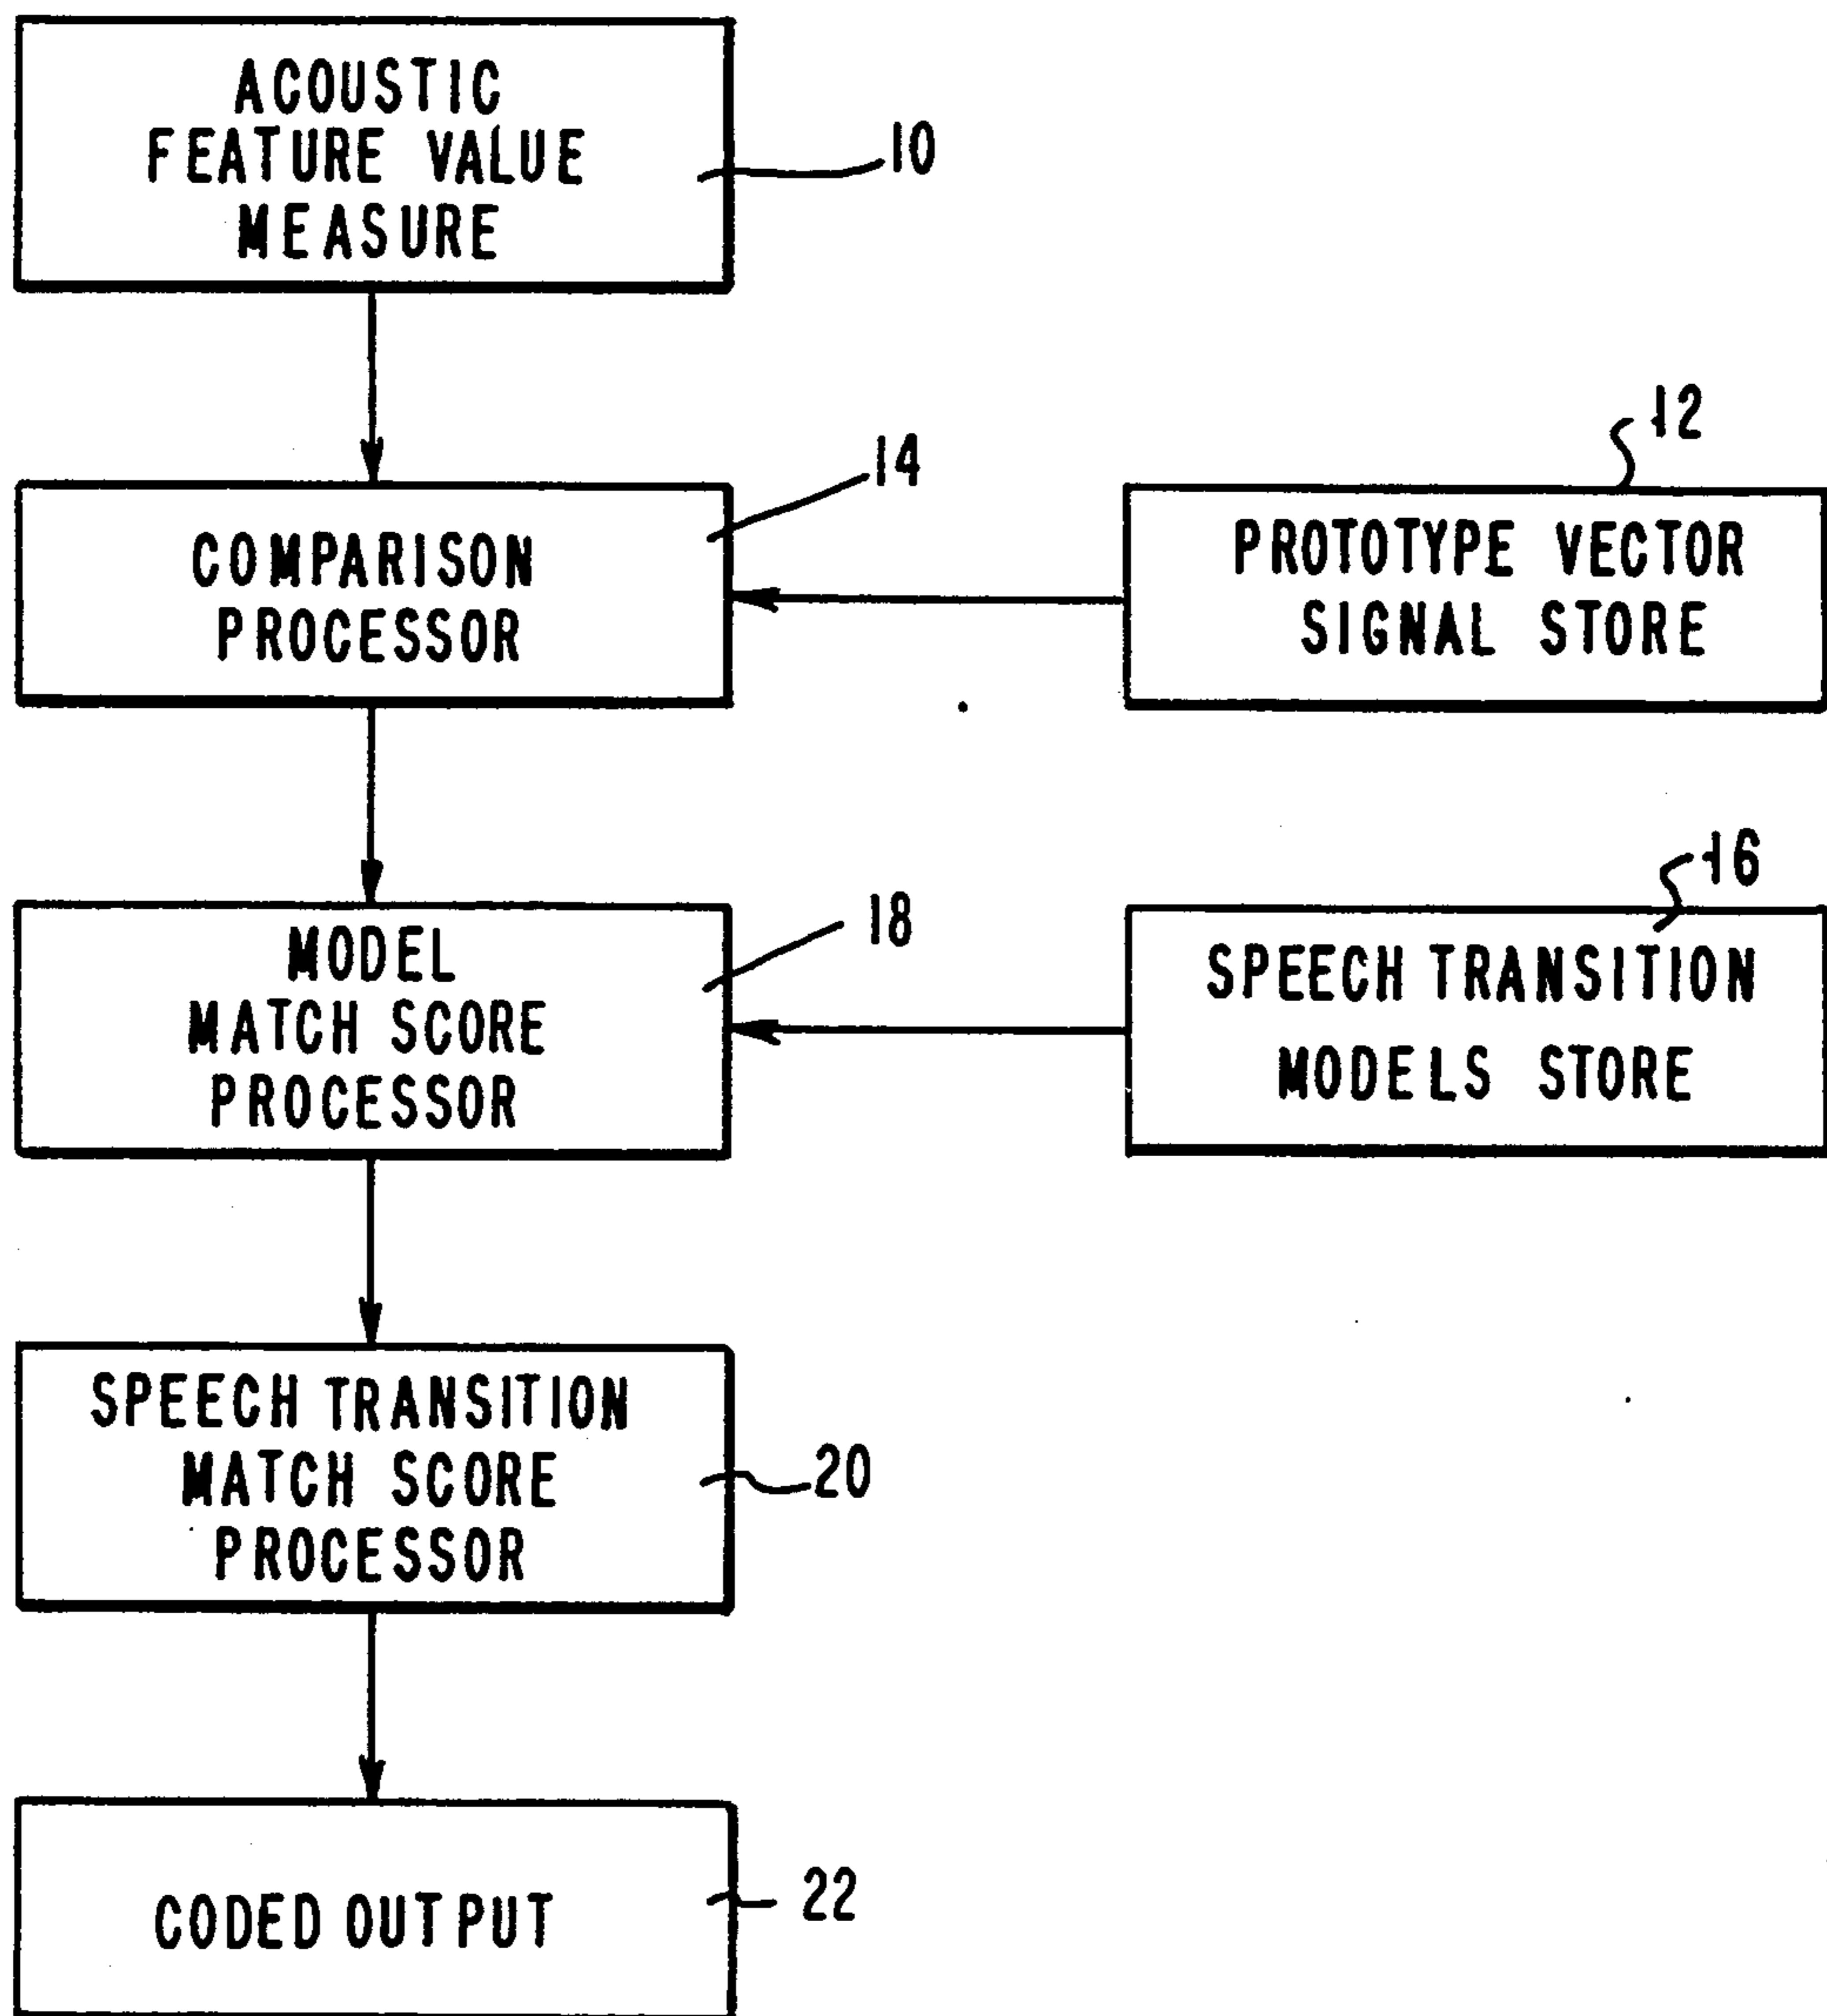 ACOUSTIC
FEATURE VALUE
MEASURE
10
COMPARISON
PROCESSOR
14
PROTOTYPE VECTOR
SIGNAL STORE
12
MODEL
MATCH SCORE
PROCESSOR
18
SPEECH TRANSITION
MODELS STORE
16
SPEECH TRANSITION
MATCH SCORE
PROCESSOR
20
CODED OUTPUT
22